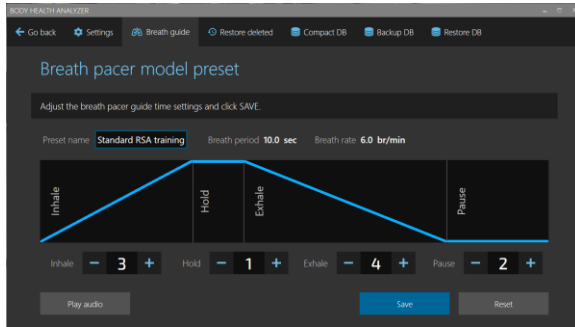 BODY HEALTH ANALYZER
Go back Settings Breath guide Restore deleted Compact DB Backup DB Restore DB
Breath pacer model preset
Adjust the breath pacer guide time settings and click SAVE.
Preset name Standard RSA training Breath period 10.0 sec Breath rate 6.0 br/min
Inhale Hold Exhale Pause
Inhale − 3 + Hold − 1 + Exhale − 4 + Pause − 2 +
Play audio Save Reset